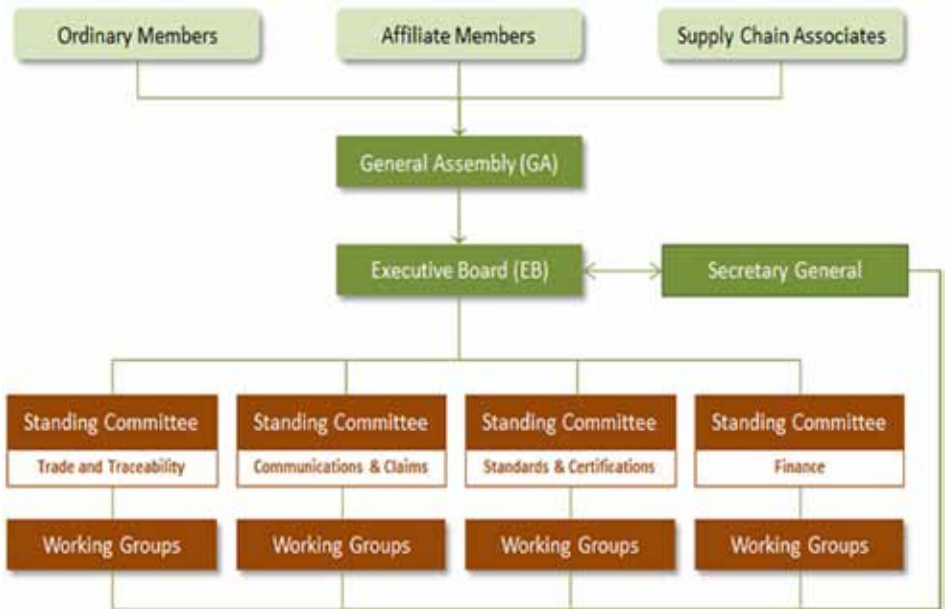 Ordinary Members
Affiliate Members
Supply Chain Associates
General Assembly (GA)
Executive Board (EB)
Secretary General
Standing Committee
Trade and Traceability
Standing Committee
Communications & Claims
Standing Committee
Standards & Certifications
Standing Committee
Finance
Working Groups
Working Groups
Working Groups
Working Groups